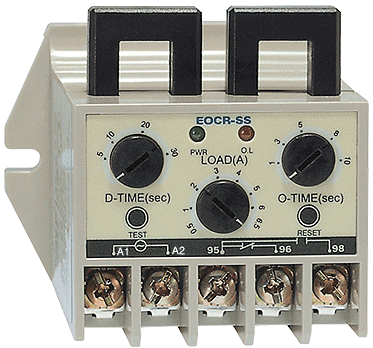 EOCR-SS
PWR O.L
LOAD(A)
5 10 20 30
0.5 1 2 3 4 5 6 6.5
1 5 8 10
D-TIME(sec) O-TIME(sec)
TEST RESET
A1 A2 95 96 98